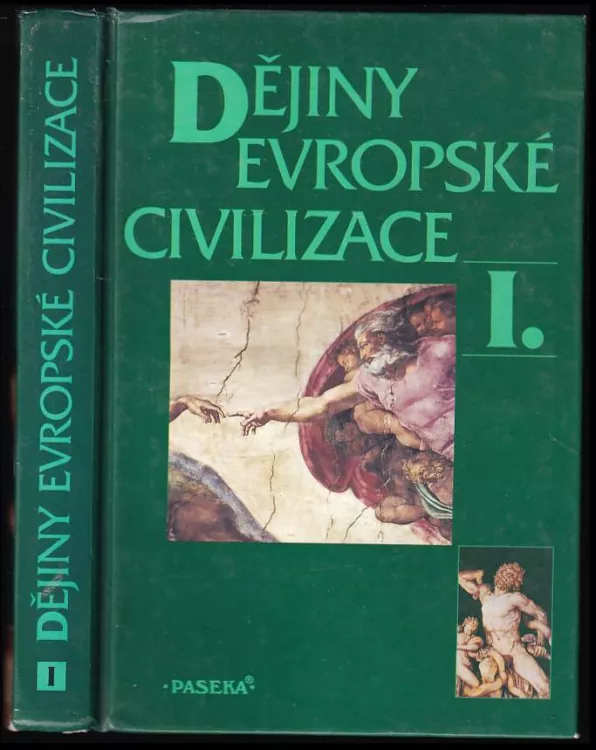 DĚJINY EVROPSKÉ CIVILIZACE
I
DĚJINY
EVROPSKÉ
CIVILIZACE
I.
·PASEKA®·